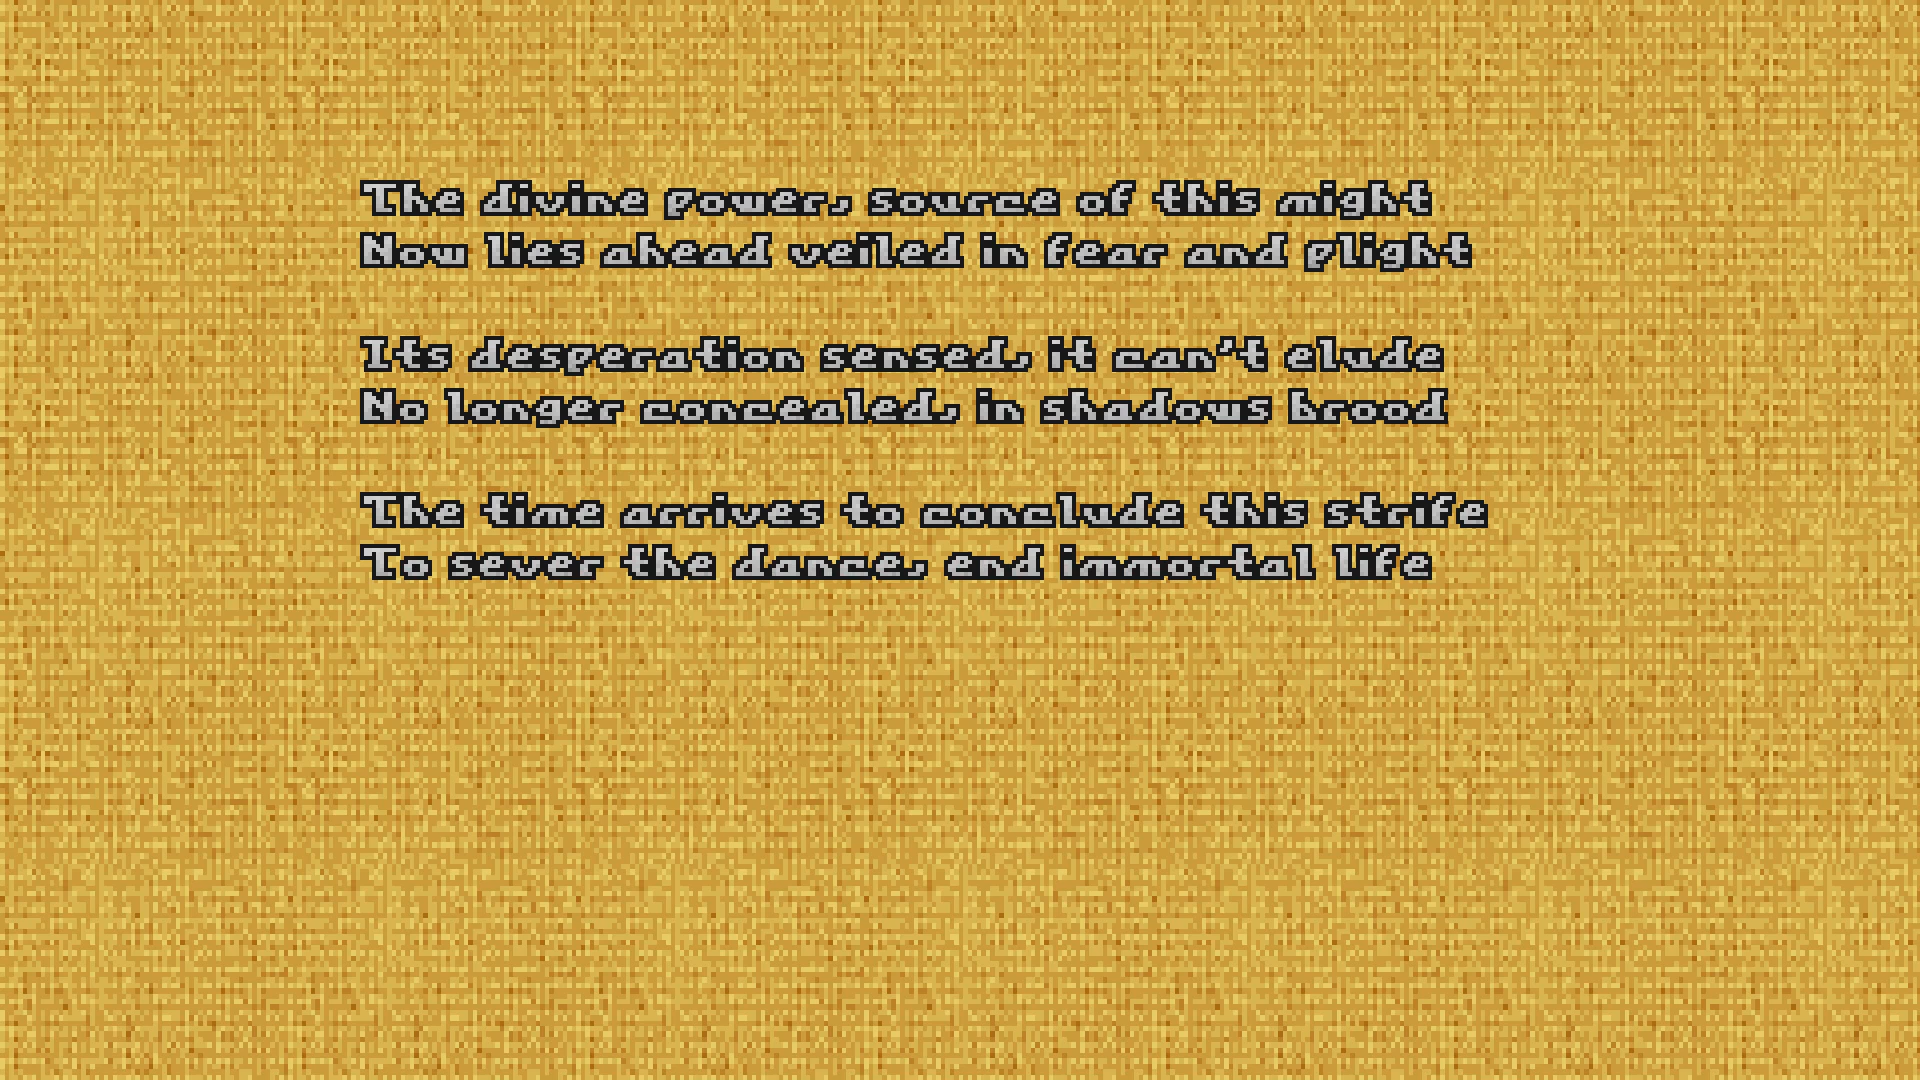 The divine power, source of this might
Now lies ahead veiled in fear and plight
Its desperation sensed, it can't elude
No longer concealed, in shadows brood
The time arrives to conclude this strife
To sever the dance, end immortal life